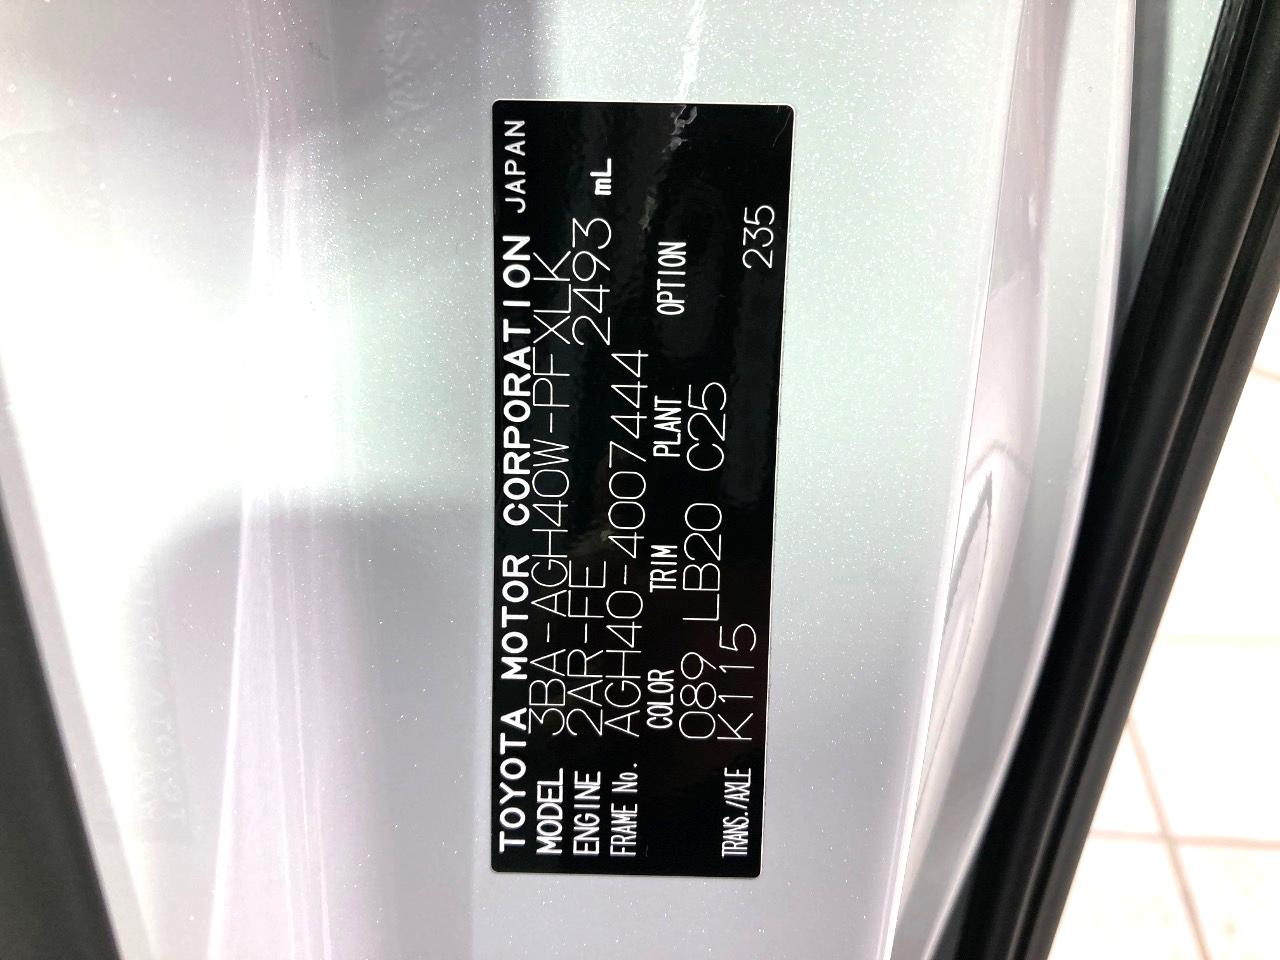 TOYOTA MOTOR CORPORATION JAPAN
MODEL 3BA-AGH40W-PFXLK
ENGINE 2AR-FE 2493 mL
FRAME No. AGH40-4007444
COLOR TRIM PLANT OPTION
089 LB20 C25
TRANS./AXLE K115 235